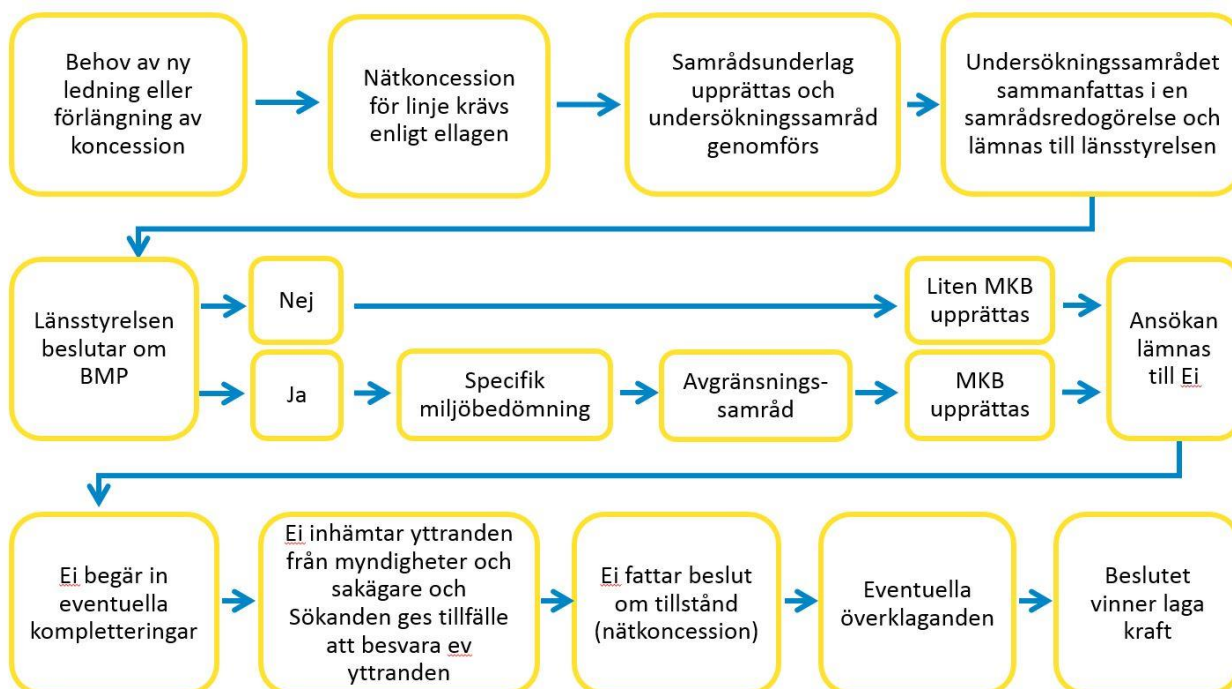 Behov av ny
ledning eller
förlängning av
koncession
Nätkoncession
för linje krävs
enligt ellagen
Samrådsunderlag
upprättas och
undersökningssamråd
genomförs
Undersökningssamrådet
sammanfattas i en
samrådsredogörelse och
lämnas till länsstyrelsen
Länsstyrelsen
beslutar om
BMP
Nej
Liten MKB
upprättas
Ja
Specifik
miljöbedömning
Avgränsnings-
samråd
MKB
upprättas
Ansökan
lämnas
till Ei
Ei begär in
eventuella
kompletteringar
Ei inhämtar yttranden
från myndigheter och
sakägare och
Sökanden ges tillfälle
att besvara ev
yttranden
Ei fattar beslut
om tillstånd
(nätkoncession)
Eventuella
överklaganden
Beslutet
vinner laga
kraft